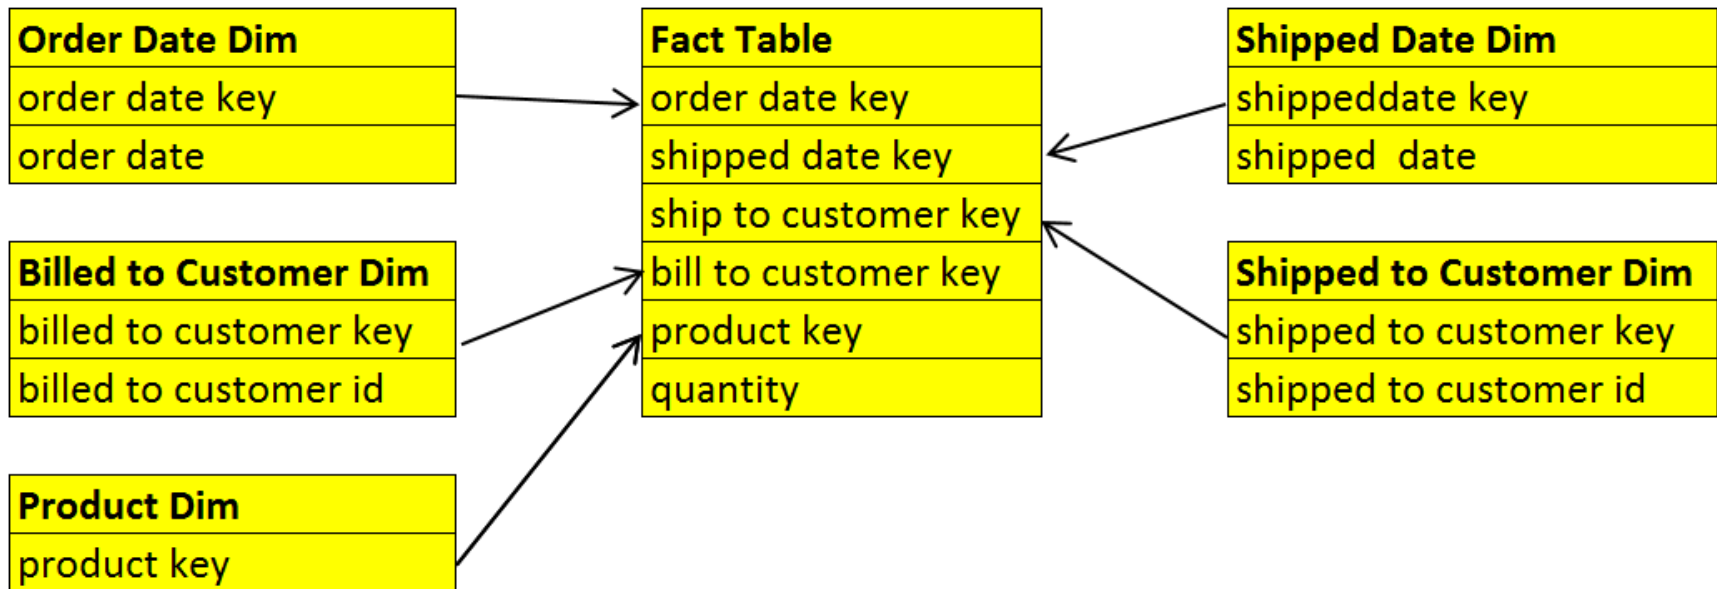 Order Date Dim
order date key
order date
Billed to Customer Dim
billed to customer key
billed to customer id
Product Dim
product key
Fact Table
order date key
shipped date key
ship to customer key
bill to customer key
product key
quantity
Shipped Date Dim
shippeddate key
shipped  date
Shipped to Customer Dim
shipped to customer key
shipped to customer id